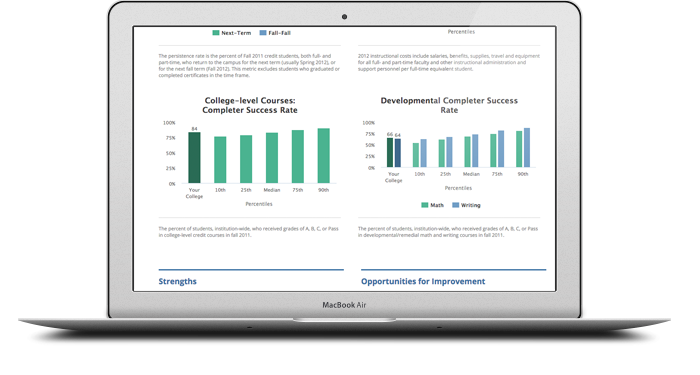 Next-Term Fall-Fall
The persistence rate is the percent of Fall 2011 credit students, both full- and
part-time, who return to the campus for the next term (usually Spring 2012), or
for the next fall term (Fall 2012). This metric excludes students who graduated or
completed certificates in the time frame.
Percentiles
2012 instructional costs include salaries, benefits, supplies, travel and equipment
for all full- and part-time faculty and other instructional administration and
support personnel per full-time equivalent student.
College-level Courses:
Completer Success Rate
100%
75%
50%
25%
0%
84
Your
College
10th 25th Median 75th 90th
Percentiles
The percent of students, institution-wide, who received grades of A, B, C, or Pass
in college-level credit courses in fall 2011.
Developmental Completer Success
Rate
100%
75%
50%
25%
0%
66 64
Your
College
10th 25th Median 75th 90th
Percentiles
Math Writing
The percent of students, institution-wide, who received grades of A, B, C, or Pass
in developmental/remedial math and writing courses in fall 2011.
Strengths
Opportunities for Improvement
MacBook Air